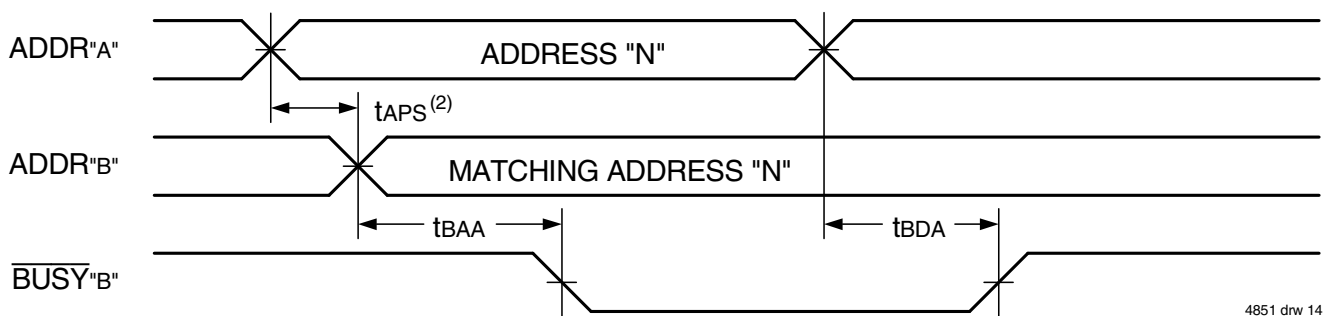 ADDR"A"
ADDRESS "N"
tAPS(2)
ADDR"B"
MATCHING ADDRESS "N"
tBAA
tBDA
BUSY"B"
4851 drw 14